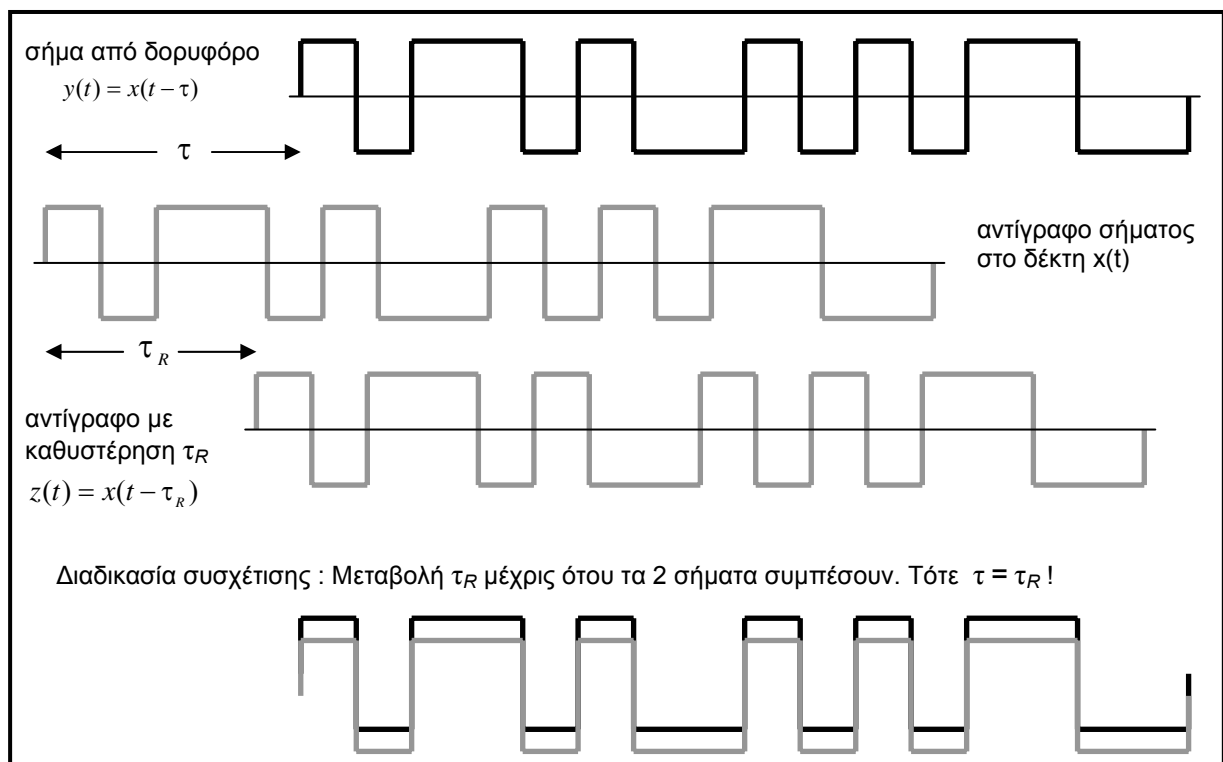 σήμα από δορυφόρο
y(t) = x(t − τ)
τ
αντίγραφο σήματος
στο δέκτη x(t)
τ_R
αντίγραφο με
καθυστέρηση τ_R
z(t) = x(t − τ_R)
Διαδικασία συσχέτισης : Μεταβολή τ_R μέχρις ότου τα 2 σήματα συμπέσουν. Τότε τ = τ_R !